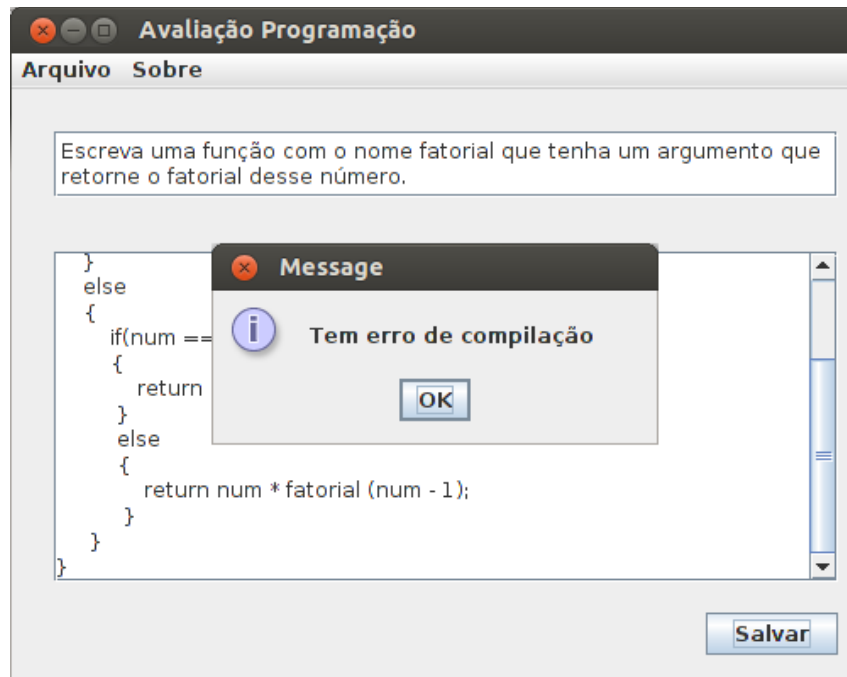 Avaliação Programação
Arquivo Sobre
Escreva uma função com o nome fatorial que tenha um argumento que
retorne o fatorial desse número.
}
else
{
if(num ==
{
return
}
else
{
return num * fatorial (num - 1);
}
}
}
Message
i
Tem erro de compilação
OK
Salvar